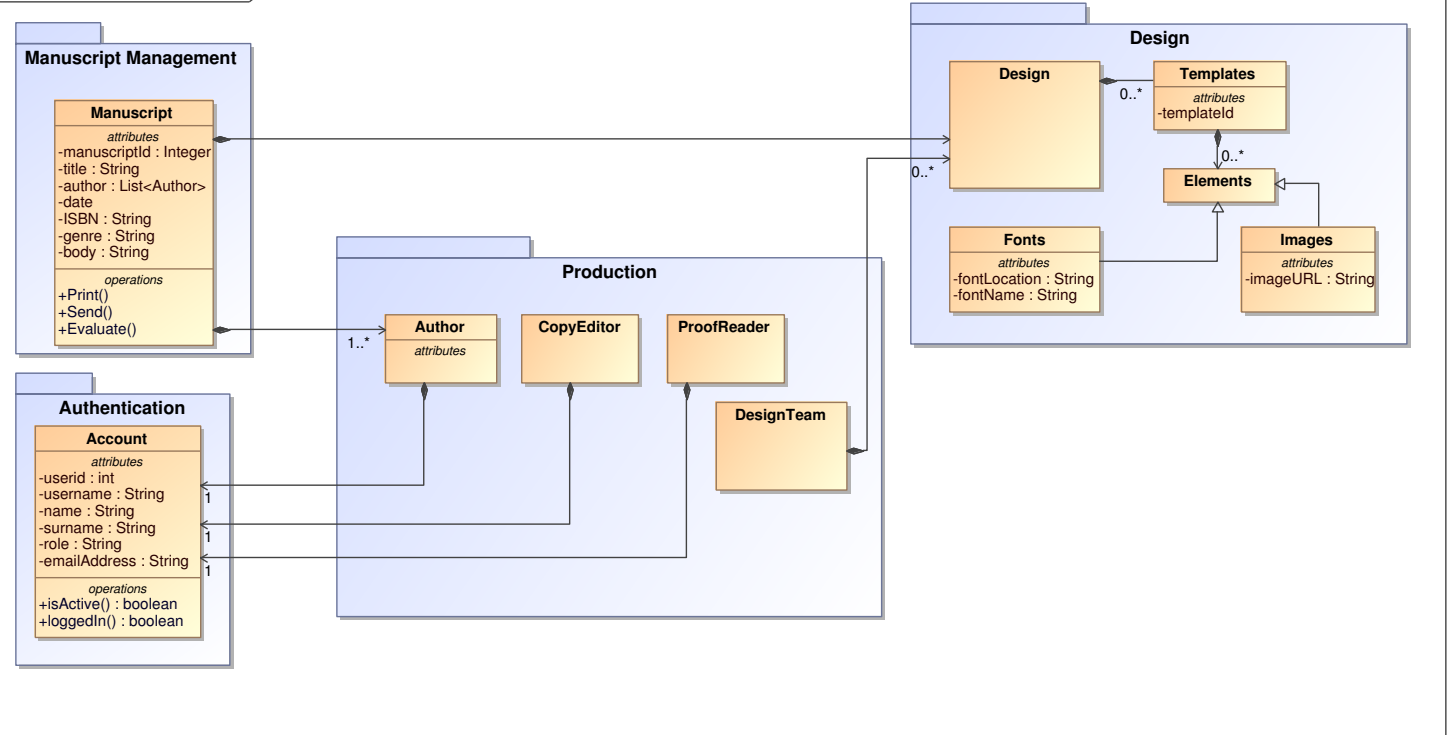 Manuscript Management
Manuscript
attributes
-manuscriptId : Integer
-title : String
-author : List<Author>
-date
-ISBN : String
-genre : String
-body : String
operations
+Print()
+Send()
+Evaluate()
1..*
Authentication
Account
attributes
-userid : int
-username : String
-name : String
-surname : String
-role : String
-emailAddress : String
operations
+isActive() : boolean
+loggedIn() : boolean
1
1
1
Production
Author
attributes
CopyEditor
ProofReader
DesignTeam
Design
Design
0..*
0..*
Templates
attributes
-templateId
0..*
Elements
Fonts
attributes
-fontLocation : String
-fontName : String
Images
attributes
-imageURL : String